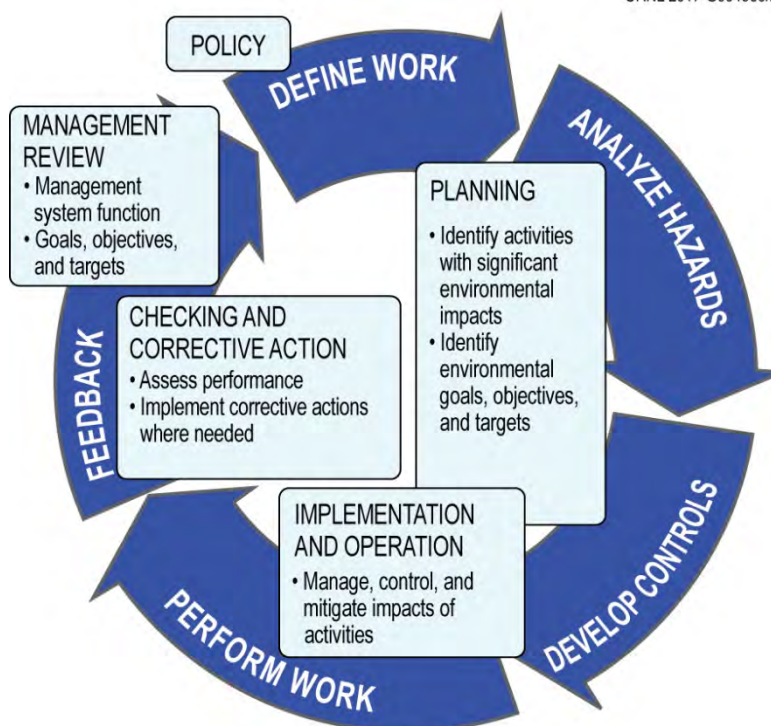 POLICY
DEFINE WORK
ANALYZE HAZARDS
DEVELOP CONTROLS
PERFORM WORK
FEEDBACK
MANAGEMENT
REVIEW
• Management
system function
• Goals, objectives,
and targets
PLANNING
• Identify activities
with significant
environmental
impacts
• Identify
environmental
goals, objectives,
and targets
CHECKING AND
CORRECTIVE ACTION
• Assess performance
• Implement corrective actions
where needed
IMPLEMENTATION
AND OPERATION
• Manage, control, and
mitigate impacts of
activities